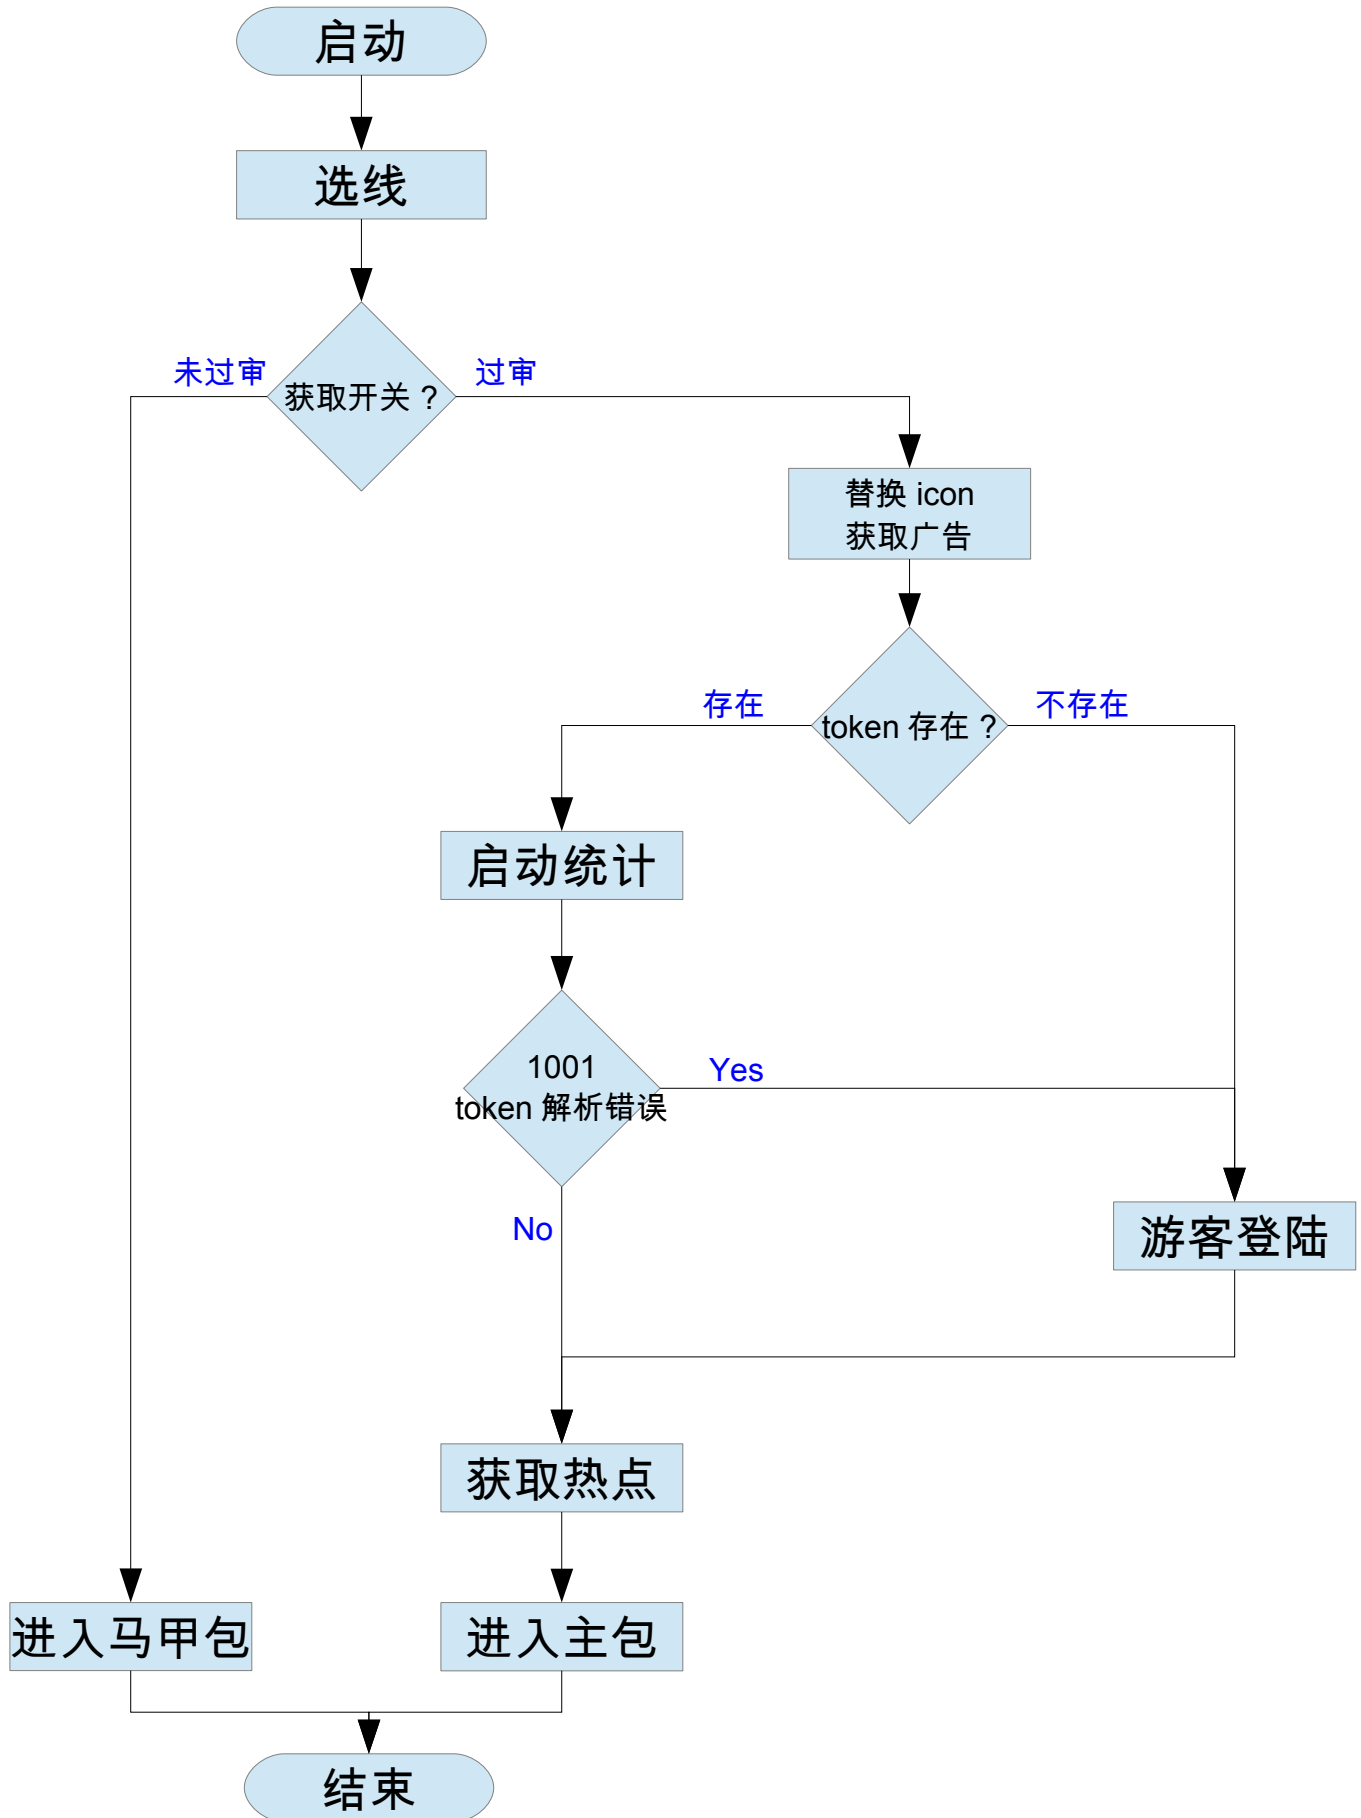 启动
选线
未过审
过审
获取开关？
替换 icon
获取广告
存在
不存在
token 存在？
启动统计
1001
token 解析错误
Yes
No
游客登陆
获取热点
进入马甲包
进入主包
结束